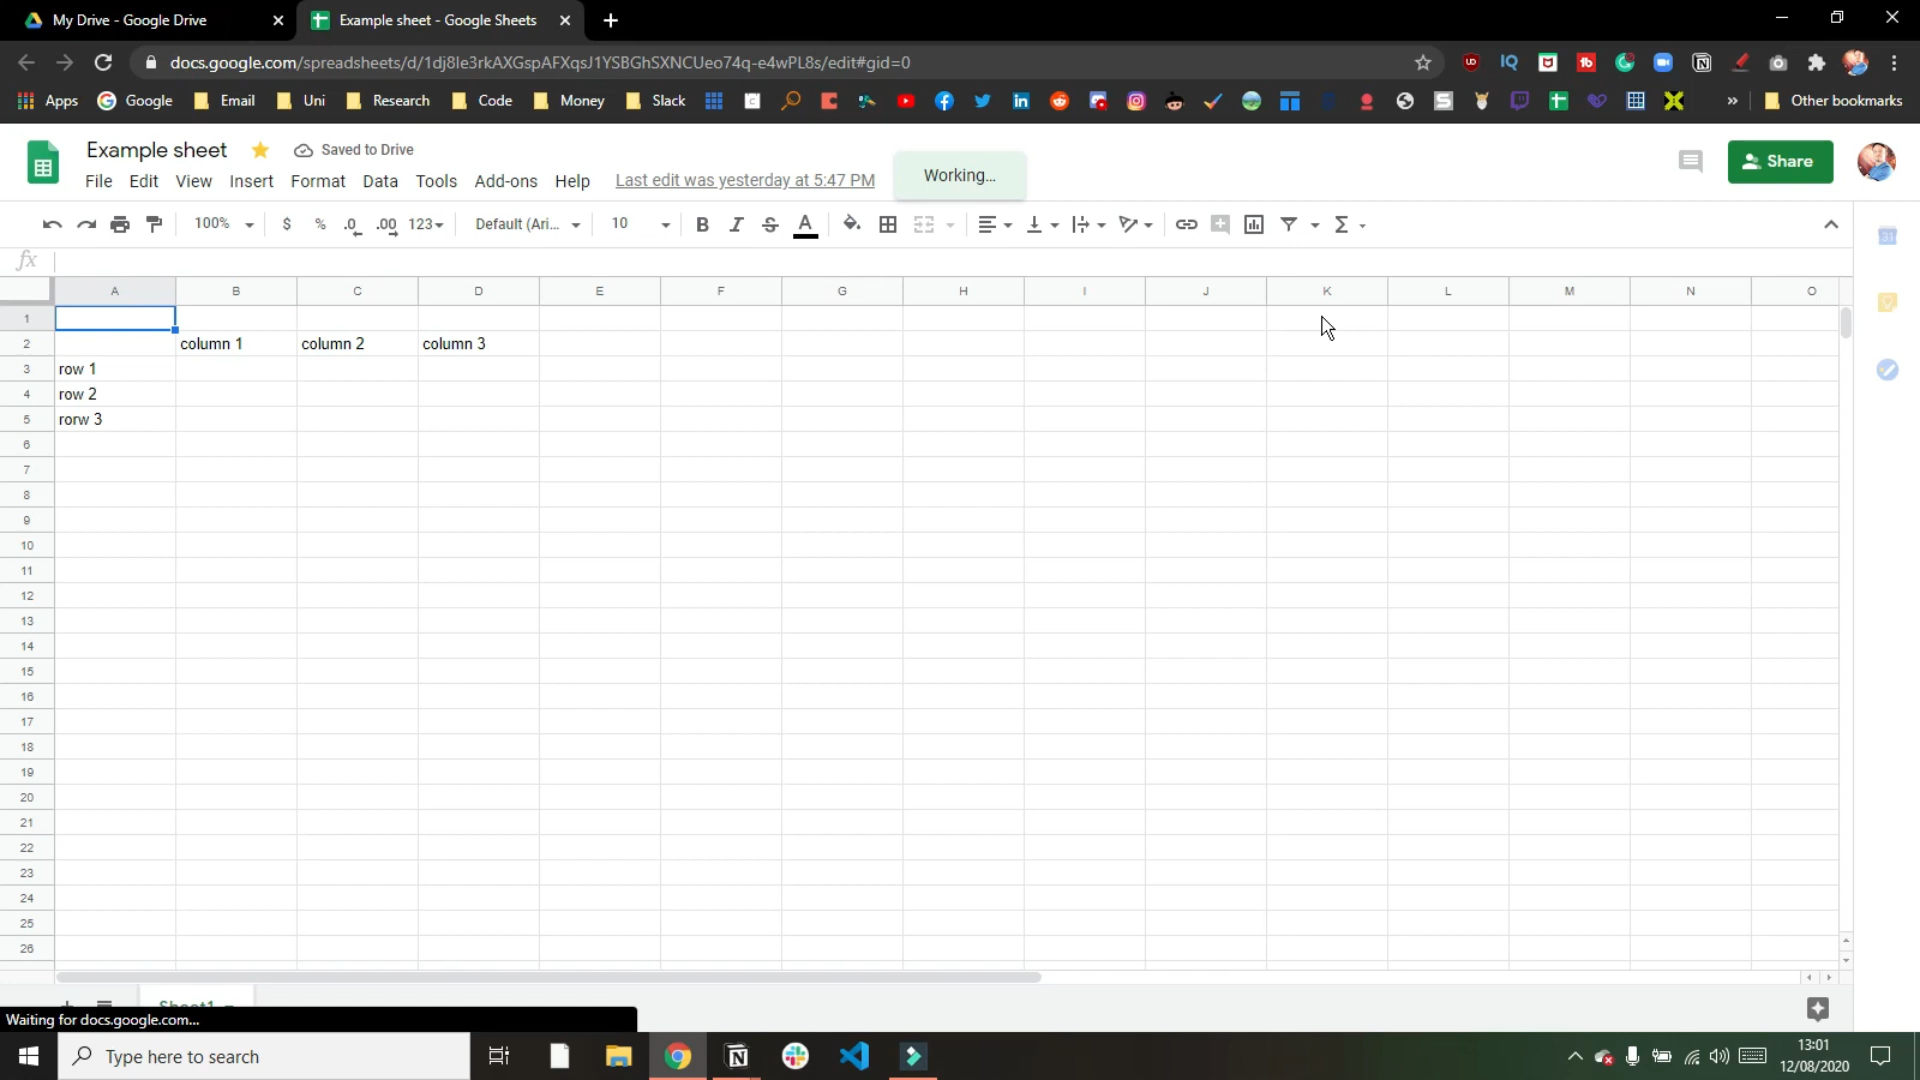 My Drive - Google Drive
Example sheet - Google Sheets
docs.google.com/spreadsheets/d/1dj8Ie3rkAXGspAFXqsJ1YSBGhSXNCUeo74q-e4wPL8s/edit#gid=0
Apps Google Email Uni Research Code Money Slack Other bookmarks
Example sheet Saved to Drive
Working...
Share
File Edit View Insert Format Data Tools Add-ons Help Last edit was yesterday at 5:47 PM
100% $ % .0 .00 123 Default (Ari... 10 B I S A
fx
A B C D E F G H I J K L M N O
1
2 column 1 column 2 column 3
3 row 1
4 row 2
5 rorw 3
6
7
8
9
10
11
12
13
14
15
16
17
18
19
20
21
22
23
24
25
26
Sheet1
Waiting for docs.google.com...
Type here to search
13:01
12/08/2020